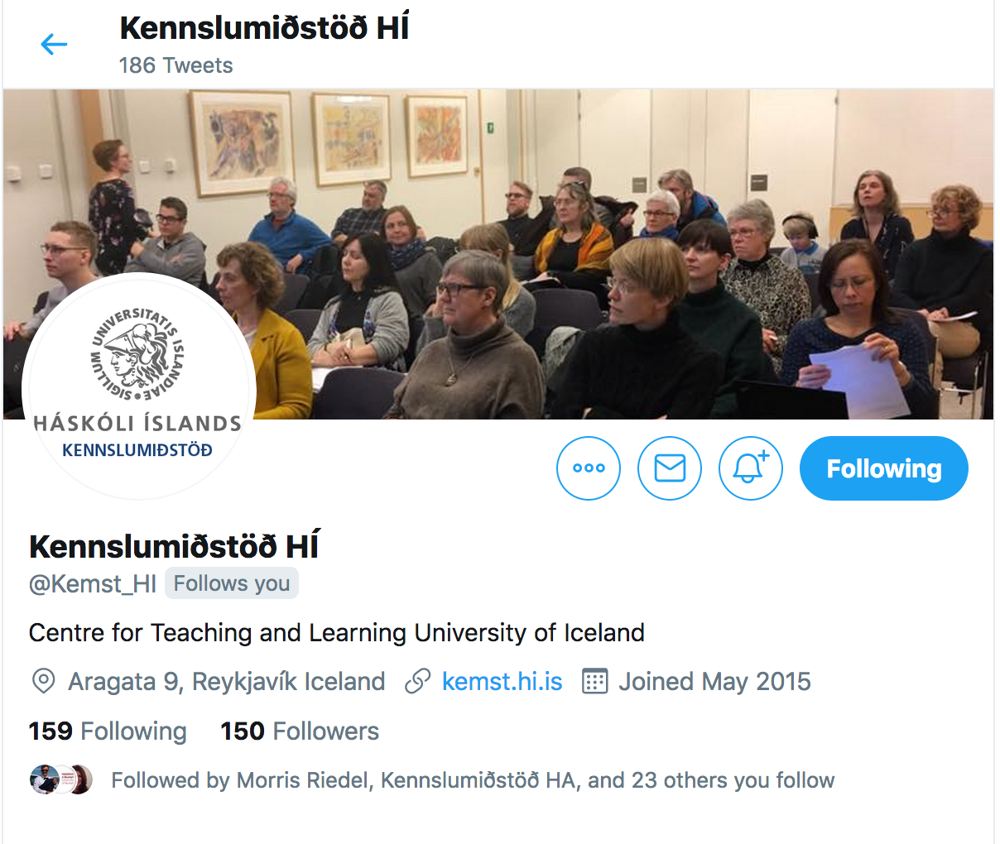 Kennslumiðstöð HÍ
186 Tweets
SIGILLUM UNIVERSITATIS ISLANDIAE
HÁSKÓLI ÍSLANDS
KENNSLUMIÐSTÖÐ
Following
Kennslumiðstöð HÍ
@Kemst_HI Follows you
Centre for Teaching and Learning University of Iceland
Aragata 9, Reykjavík Iceland kemst.hi.is Joined May 2015
159 Following 150 Followers
Followed by Morris Riedel, Kennslumiðstöð HA, and 23 others you follow